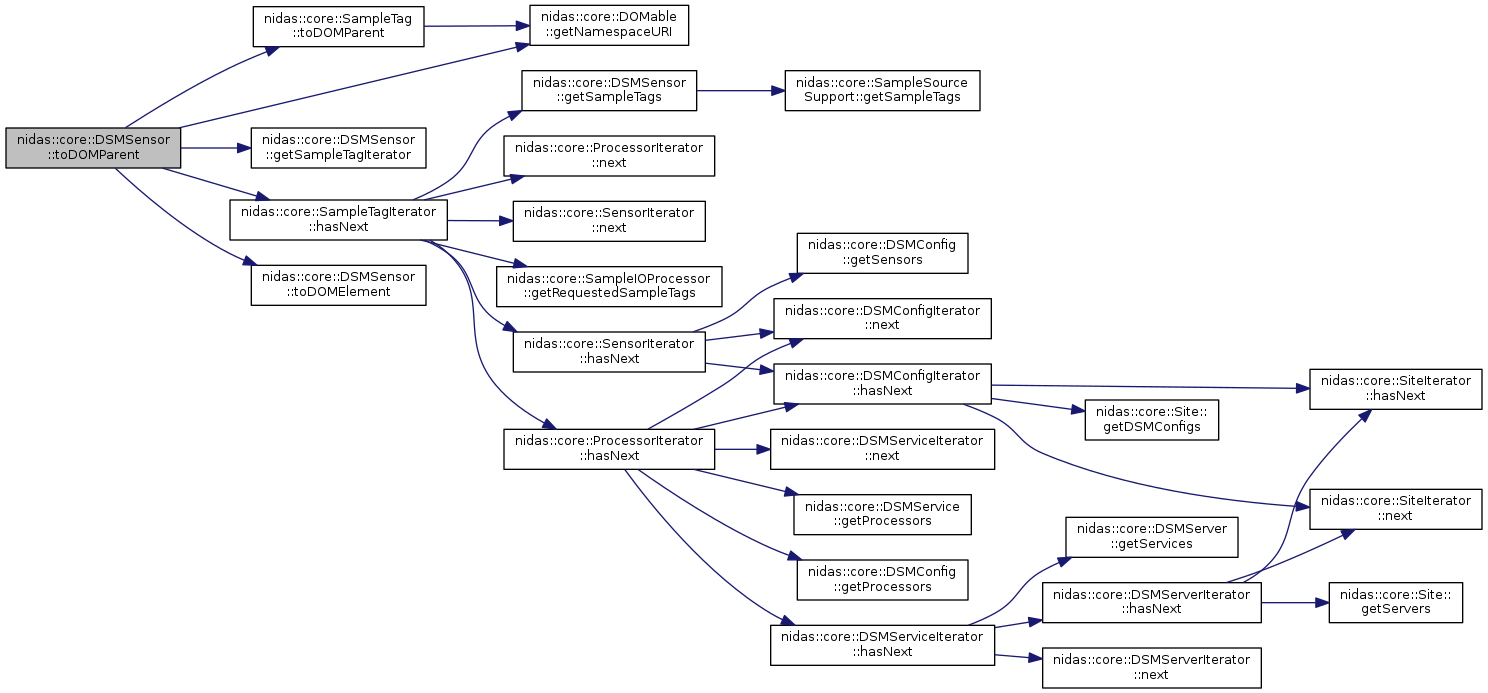 nidas::core::DSMSensor
::toDOMParent
nidas::core::SampleTag
::toDOMParent
nidas::core::DOMable
::getNamespaceURI
nidas::core::DSMSensor
::getSampleTagIterator
nidas::core::SampleTagIterator
::hasNext
nidas::core::DSMSensor
::toDOMElement
nidas::core::DSMSensor
::getSampleTags
nidas::core::SampleSource
Support::getSampleTags
nidas::core::ProcessorIterator
::next
nidas::core::SensorIterator
::next
nidas::core::SampleIOProcessor
::getRequestedSampleTags
nidas::core::SensorIterator
::hasNext
nidas::core::ProcessorIterator
::hasNext
nidas::core::DSMConfig
::getSensors
nidas::core::DSMConfigIterator
::next
nidas::core::DSMConfigIterator
::hasNext
nidas::core::DSMServiceIterator
::next
nidas::core::DSMService
::getProcessors
nidas::core::DSMConfig
::getProcessors
nidas::core::DSMServiceIterator
::hasNext
nidas::core::Site::
getDSMConfigs
nidas::core::DSMServer
::getServices
nidas::core::DSMServerIterator
::hasNext
nidas::core::DSMServerIterator
::next
nidas::core::SiteIterator
::hasNext
nidas::core::SiteIterator
::next
nidas::core::Site::
getServers